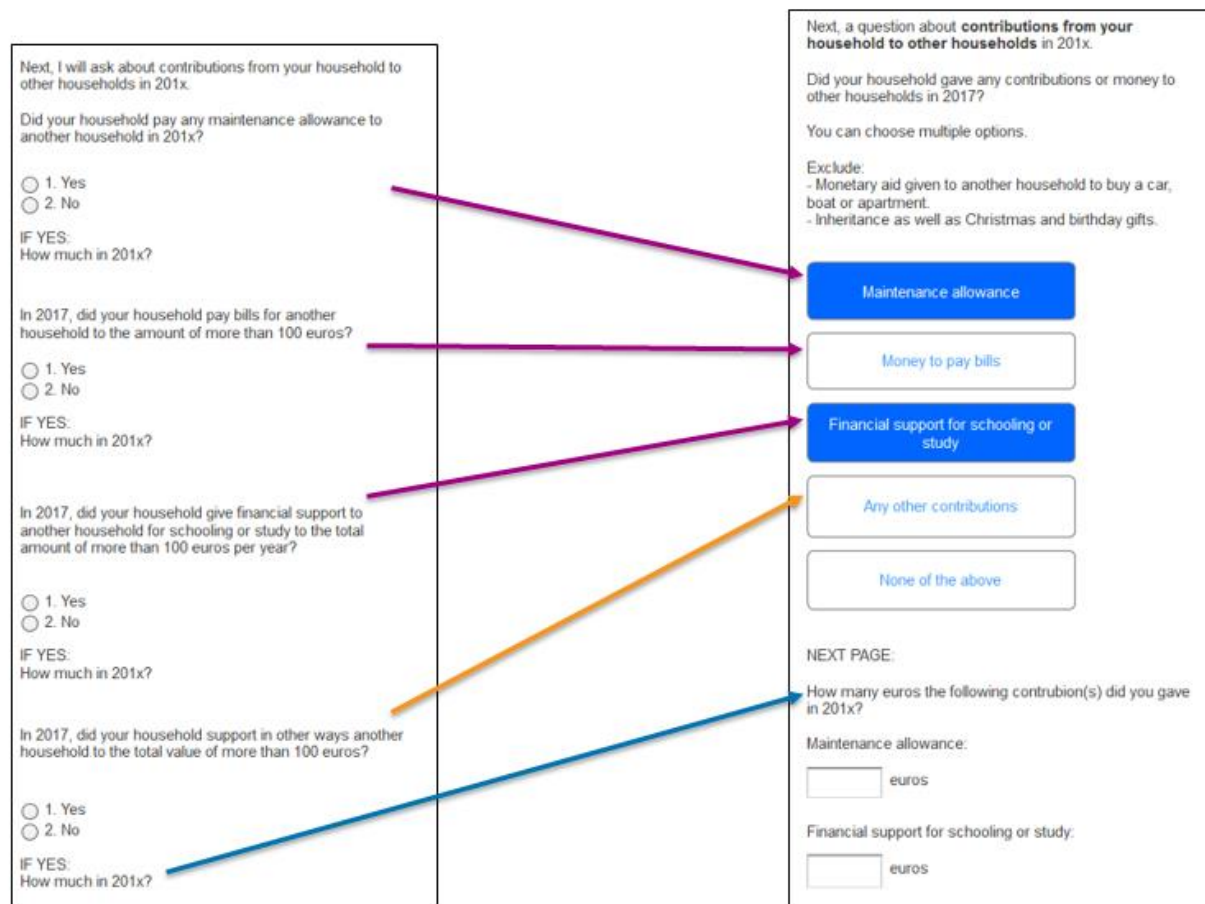 Next, I will ask about contributions from your household to
other households in 201x.
Did your household pay any maintenance allowance to
another household in 201x?
1. Yes
2. No
IF YES:
How much in 201x?
In 2017, did your household pay bills for another
household to the amount of more than 100 euros?
1. Yes
2. No
IF YES:
How much in 201x?
In 2017, did your household give financial support to
another household for schooling or study to the total
amount of more than 100 euros per year?
1. Yes
2. No
IF YES:
How much in 201x?
In 2017, did your household support in other ways another
household to the total value of more than 100 euros?
1. Yes
2. No
IF YES:
How much in 201x?
Next, a question about contributions from your
household to other households in 201x.
Did your household gave any contributions or money to
other households in 2017?
You can choose multiple options.
Exclude:
- Monetary aid given to another household to buy a car,
boat or apartment.
- Inheritance as well as Christmas and birthday gifts.
Maintenance allowance
Money to pay bills
Financial support for schooling or
study
Any other contributions
None of the above
NEXT PAGE:
How many euros the following contrubion(s) did you gave
in 201x?
Maintenance allowance:
euros
Financial support for schooling or study:
euros